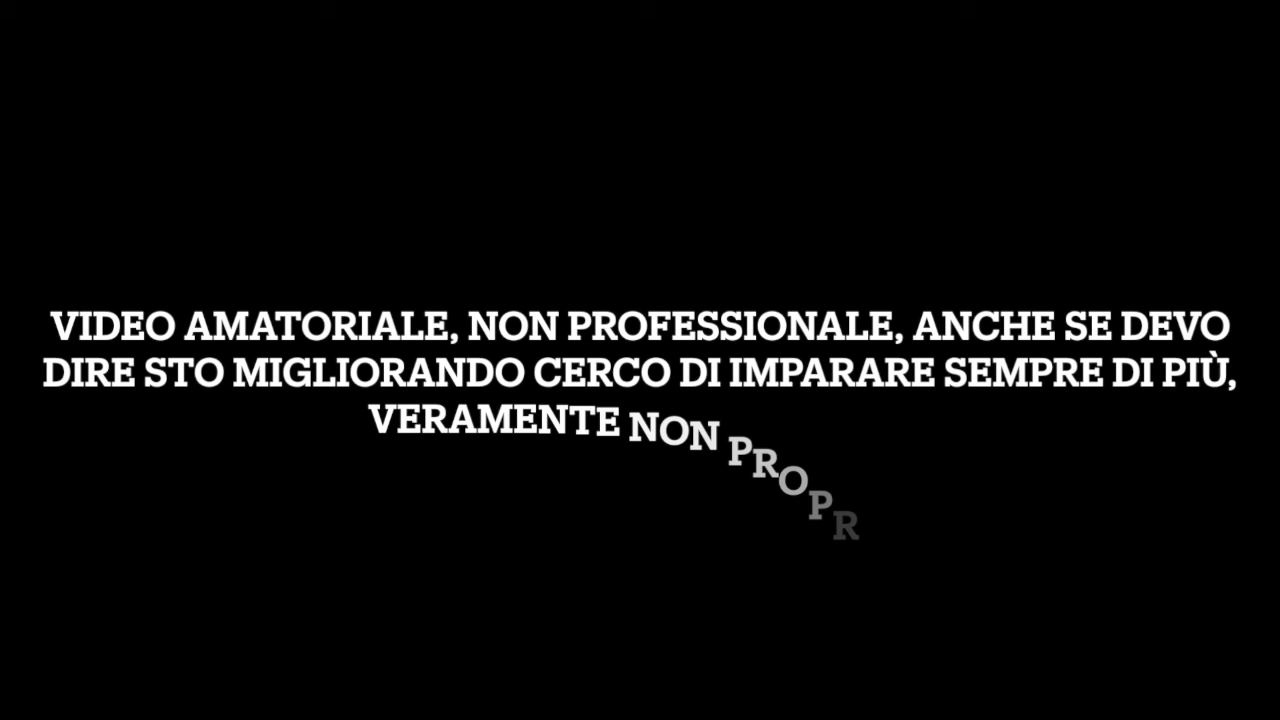 VIDEO AMATORIALE, NON PROFESSIONALE, ANCHE SE DEVO
DIRE STO MIGLIORANDO CERCO DI IMPARARE SEMPRE DI PIÙ,
VERAMENTE NON PROPR